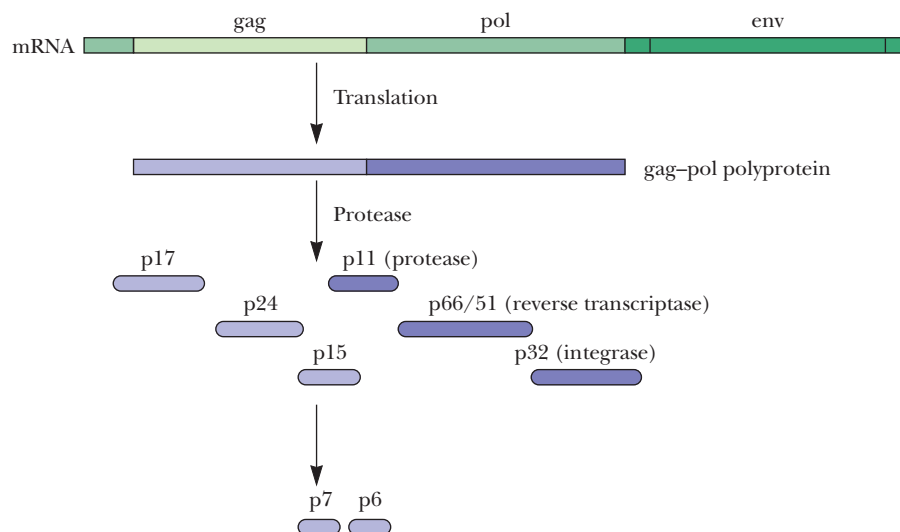 gag pol env
mRNA
Translation
gag–pol polyprotein
Protease
p17 p11 (protease)
p24 p66/51 (reverse transcriptase)
p15 p32 (integrase)
p7 p6